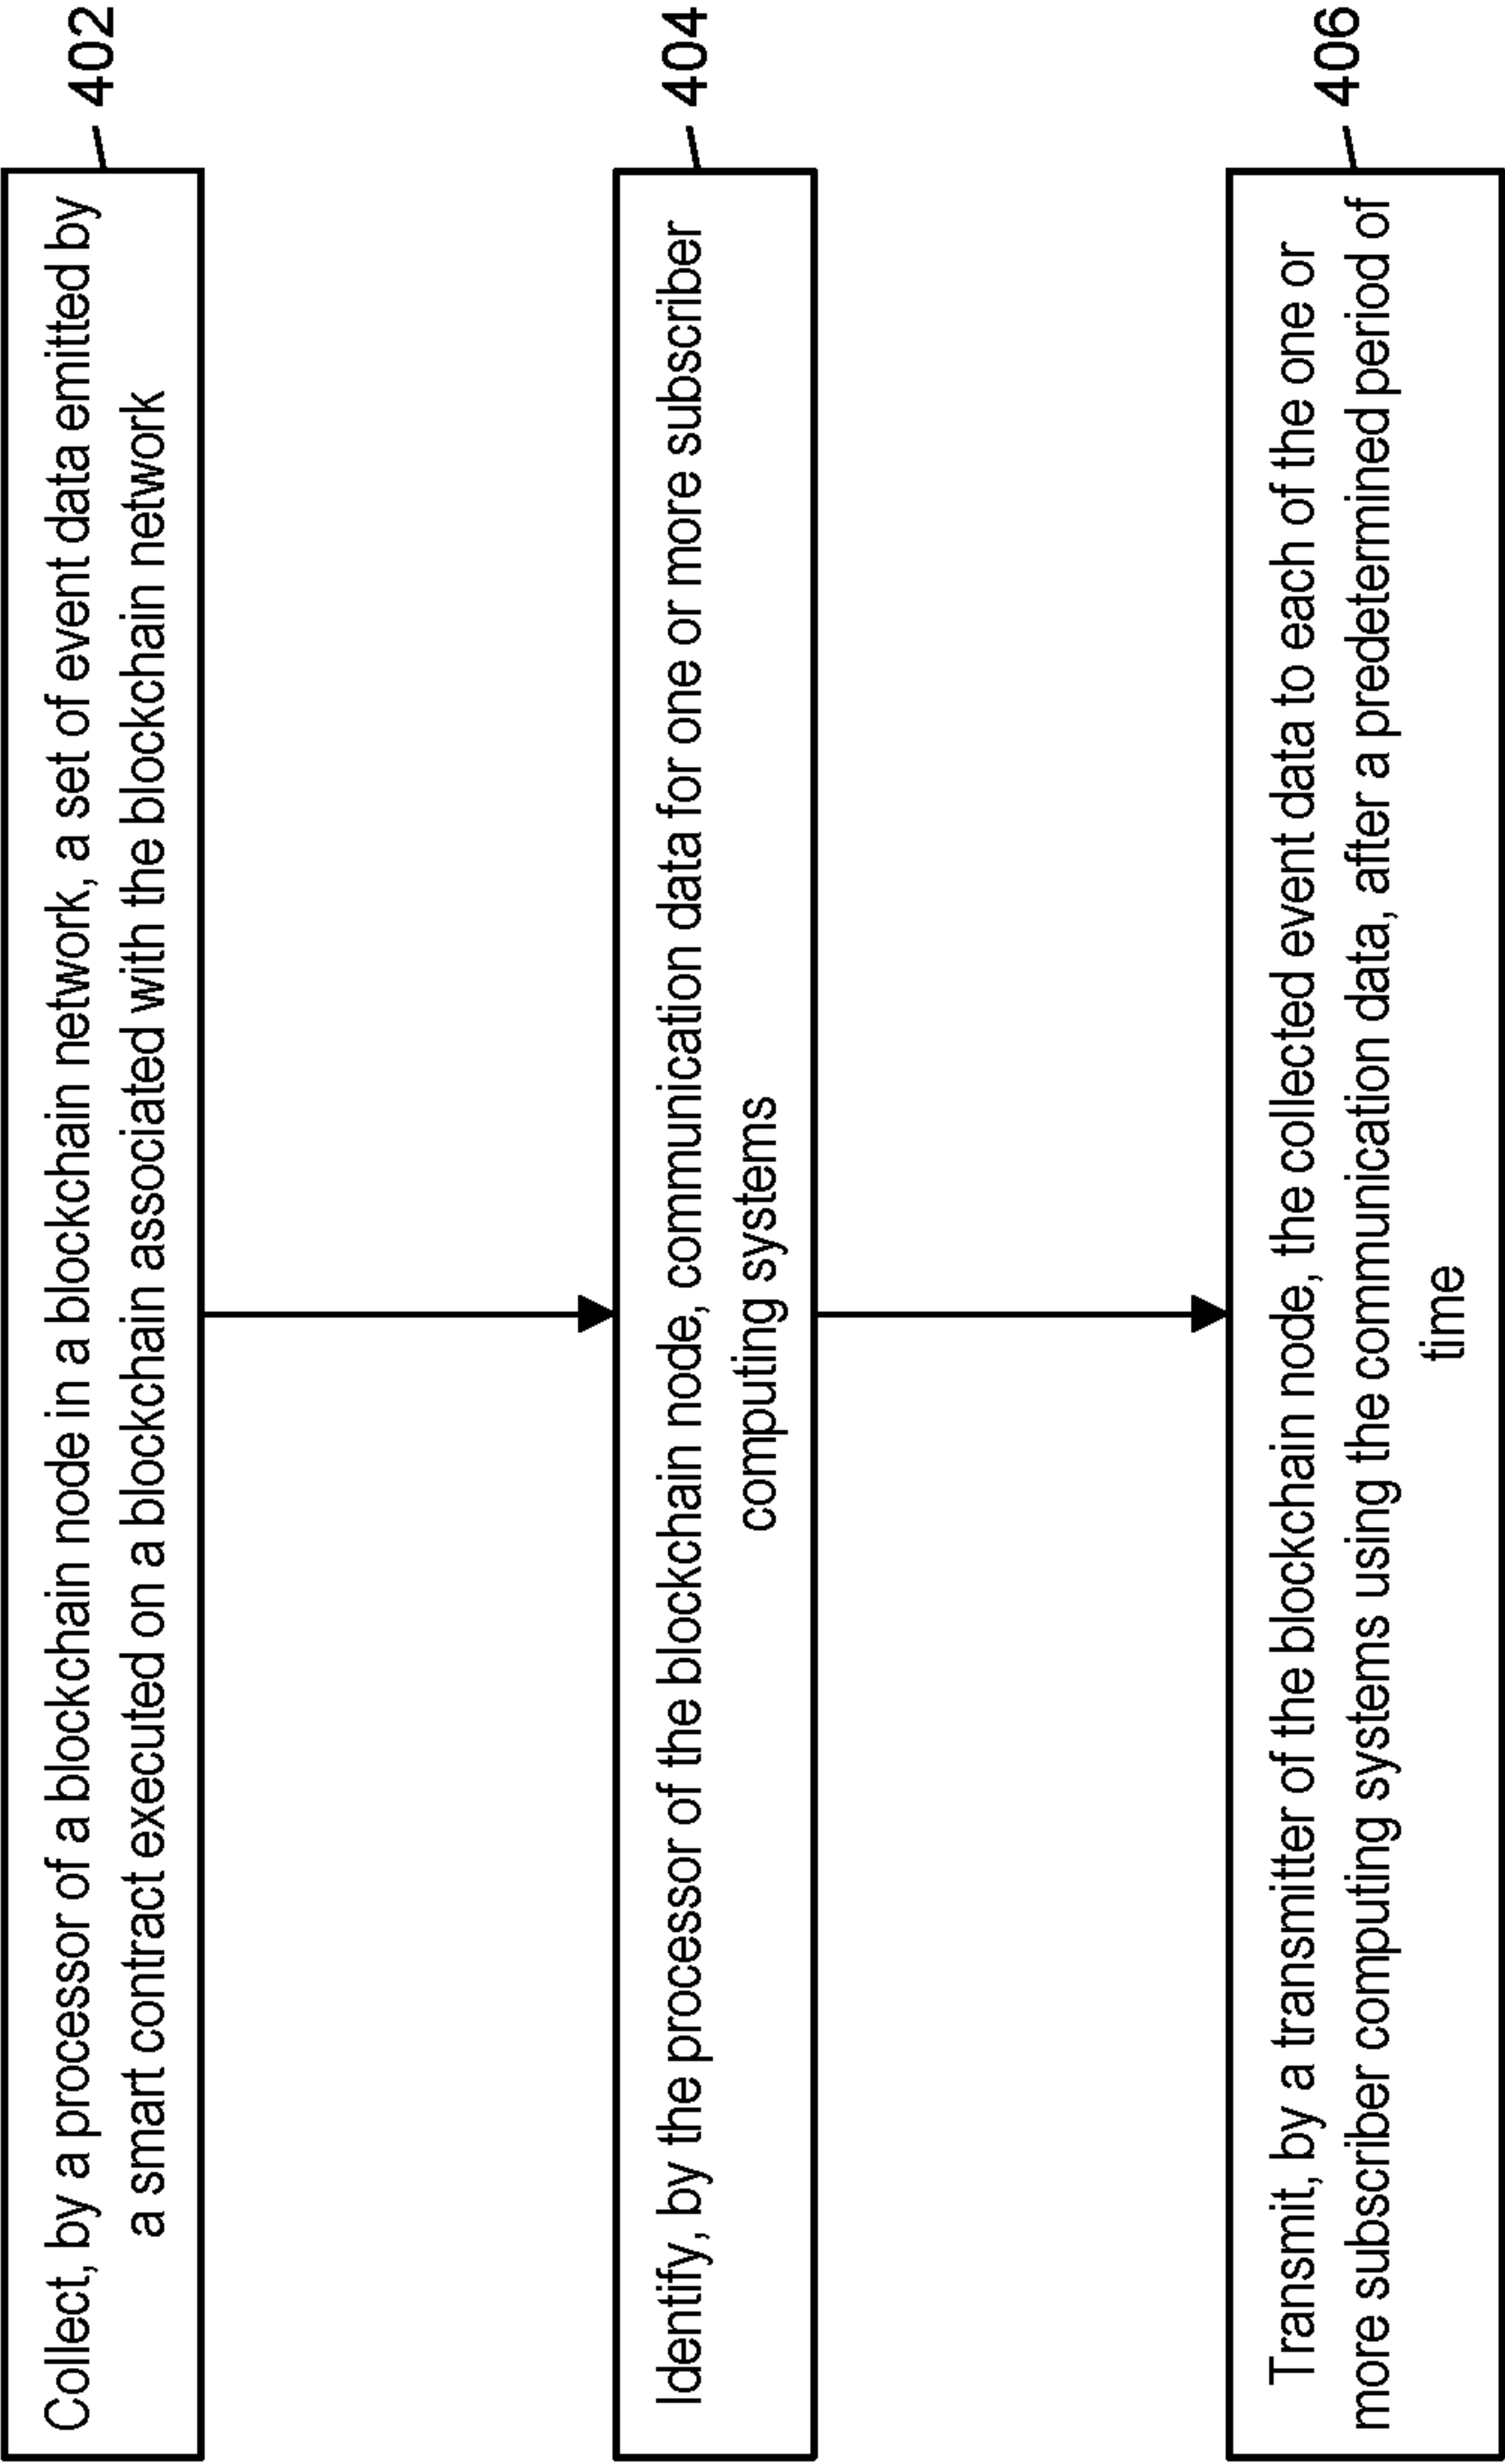 402
Collect, by a processor of a blockchain node in a blockchain network, a set of event data emitted by
a smart contract executed on a blockchain associated with the blockchain network
404
Identify, by the processor of the blockchain node, communication data for one or more subscriber
computing systems
406
Transmit, by a transmitter of the blockchain node, the collected event data to each of the one or
more subscriber computing systems using the communication data, after a predetermined period of
time